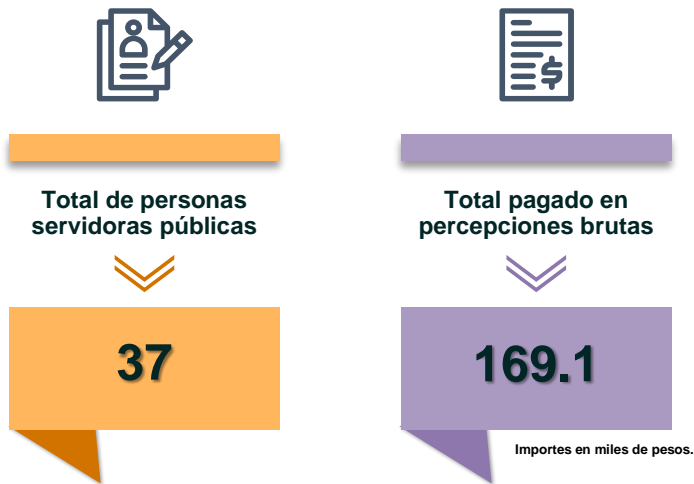 Total de personas
servidoras públicas
37
Total pagado en
percepciones brutas
169.1
Importes en miles de pesos.